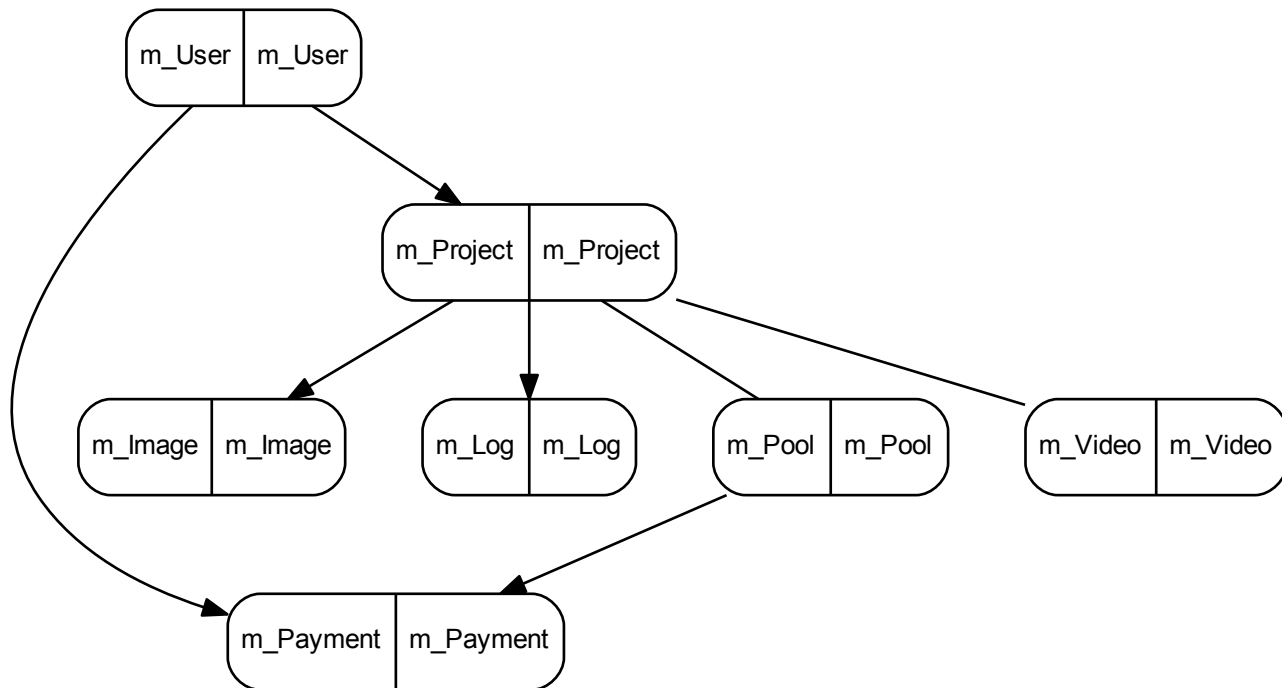 m_User m_User
m_Project m_Project
m_Image m_Image
m_Log m_Log
m_Pool m_Pool
m_Video m_Video
m_Payment m_Payment